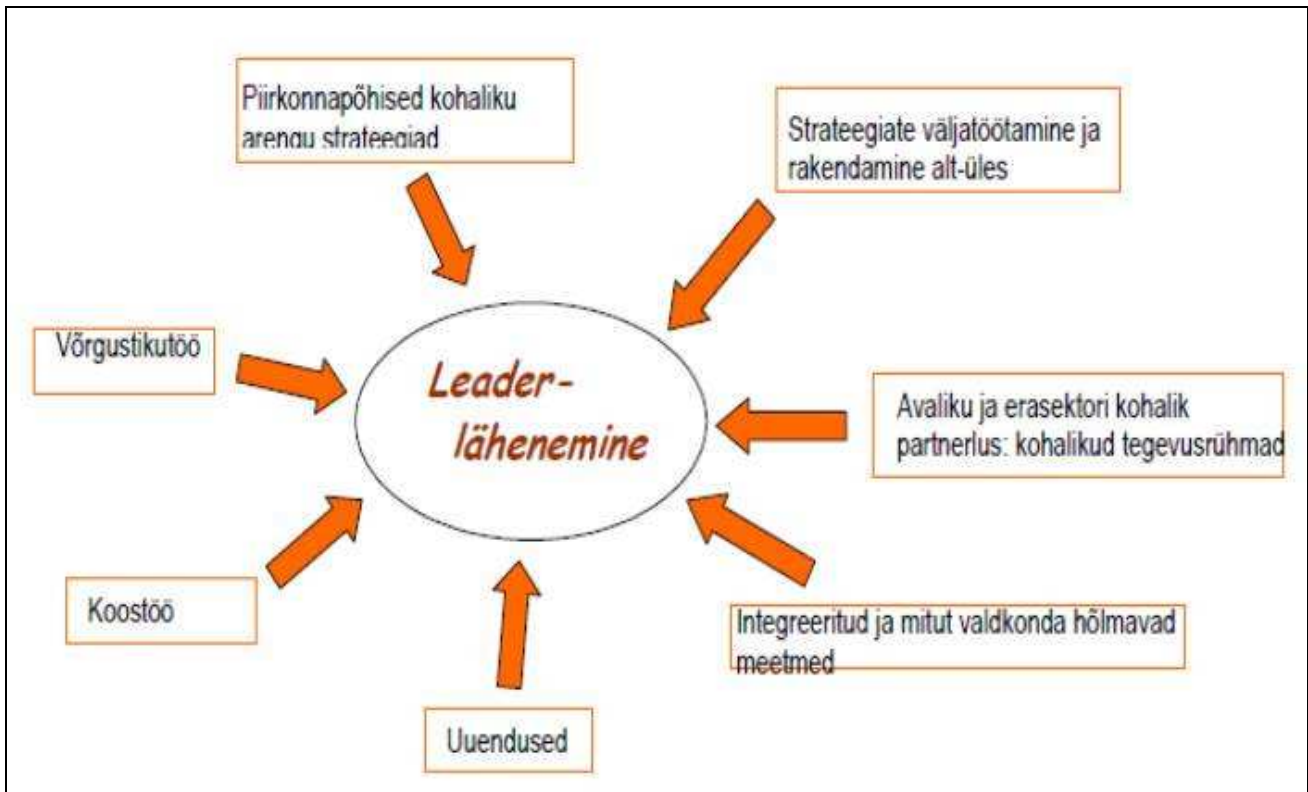 Piirkonnapõhised kohaliku
arengu strateegiad
Strateegiate väljatöötamine ja
rakendamine alt-üles
Võrgustikutöö
Leader-
lähenemine
Avaliku ja erasektori kohalik
partnerlus: kohalikud tegevusrühmad
Koostöö
Integreeritud ja mitut valdkonda hõlmavad
meetmed
Uuendused